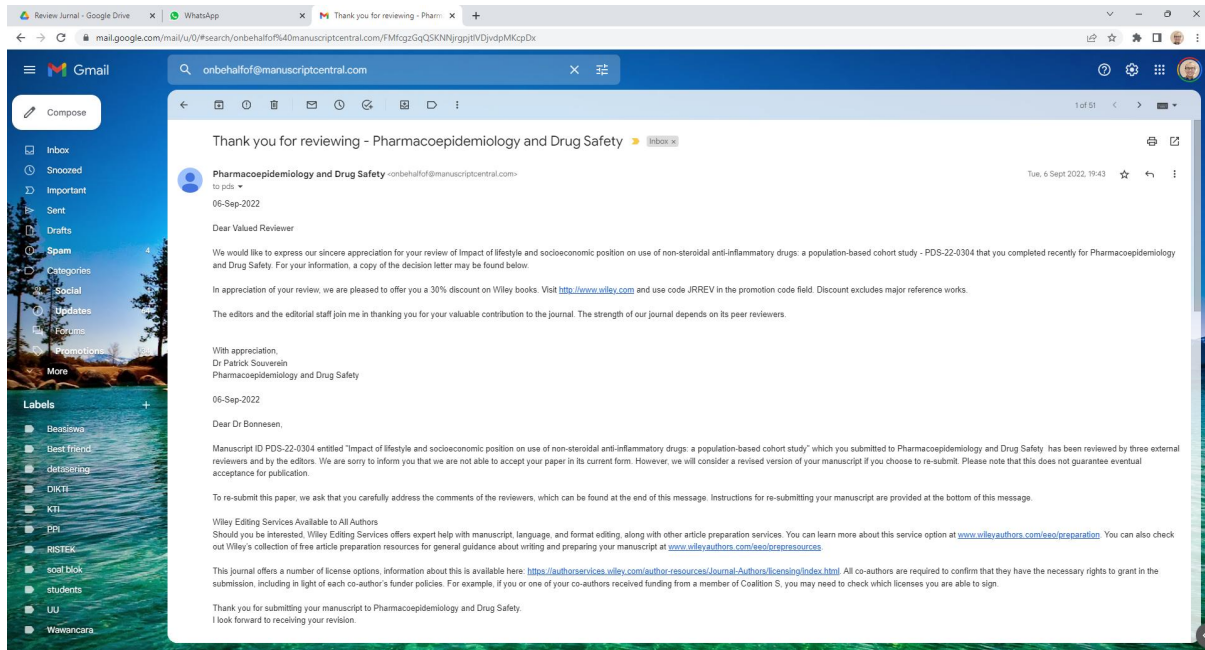 Review Jurnal - Google Drive
WhatsApp
Thank you for reviewing - Pharm
mail.google.com/mail/u/0/#search/onbehalfof%40manuscriptcentral.com/FMfcgzGqQSKNNjrgpjtlVDjvdpMKcpDx
Gmail
onbehalfof@manuscriptcentral.com
Compose
1 of 51
Inbox
Snoozed
Important
Sent
Drafts
Spam 4
Categories
Social
Updates
Forums
Promotions
More
Labels
Beasiswa
Best friend
detasering
DIKTI
KTI
PPI
RISTEK
soal blok
students
UU
Wawancara
Thank you for reviewing - Pharmacoepidemiology and Drug Safety Inbox x
Pharmacoepidemiology and Drug Safety <onbehalfof@manuscriptcentral.com> Tue, 6 Sept 2022, 19:43
to pds
06-Sep-2022
Dear Valued Reviewer
We would like to express our sincere appreciation for your review of Impact of lifestyle and socioeconomic position on use of non-steroidal anti-inflammatory drugs: a population-based cohort study - PDS-22-0304 that you completed recently for Pharmacoepidemiology
and Drug Safety. For your information, a copy of the decision letter may be found below.
In appreciation of your review, we are pleased to offer you a 30% discount on Wiley books. Visit http://www.wiley.com and use code JRREV in the promotion code field. Discount excludes major reference works.
The editors and the editorial staff join me in thanking you for your valuable contribution to the journal. The strength of our journal depends on its peer reviewers.
With appreciation,
Dr Patrick Souverein
Pharmacoepidemiology and Drug Safety
06-Sep-2022
Dear Dr Bonnesen,
Manuscript ID PDS-22-0304 entitled "Impact of lifestyle and socioeconomic position on use of non-steroidal anti-inflammatory drugs: a population-based cohort study" which you submitted to Pharmacoepidemiology and Drug Safety has been reviewed by three external
reviewers and by the editors. We are sorry to inform you that we are not able to accept your paper in its current form. However, we will consider a revised version of your manuscript if you choose to re-submit. Please note that this does not guarantee eventual
acceptance for publication.
To re-submit this paper, we ask that you carefully address the comments of the reviewers, which can be found at the end of this message. Instructions for re-submitting your manuscript are provided at the bottom of this message.
Wiley Editing Services Available to All Authors
Should you be interested, Wiley Editing Services offers expert help with manuscript, language, and format editing, along with other article preparation services. You can learn more about this service option at www.wileyauthors.com/eeo/preparation. You can also check
out Wiley's collection of free article preparation resources for general guidance about writing and preparing your manuscript at www.wileyauthors.com/eeo/prepresources.
This journal offers a number of license options, information about this is available here: https://authorservices.wiley.com/author-resources/Journal-Authors/licensing/index.html. All co-authors are required to confirm that they have the necessary rights to grant in the
submission, including in light of each co-author's funder policies. For example, if you or one of your co-authors received funding from a member of Coalition S, you may need to check which licenses you are able to sign.
Thank you for submitting your manuscript to Pharmacoepidemiology and Drug Safety.
I look forward to receiving your revision.